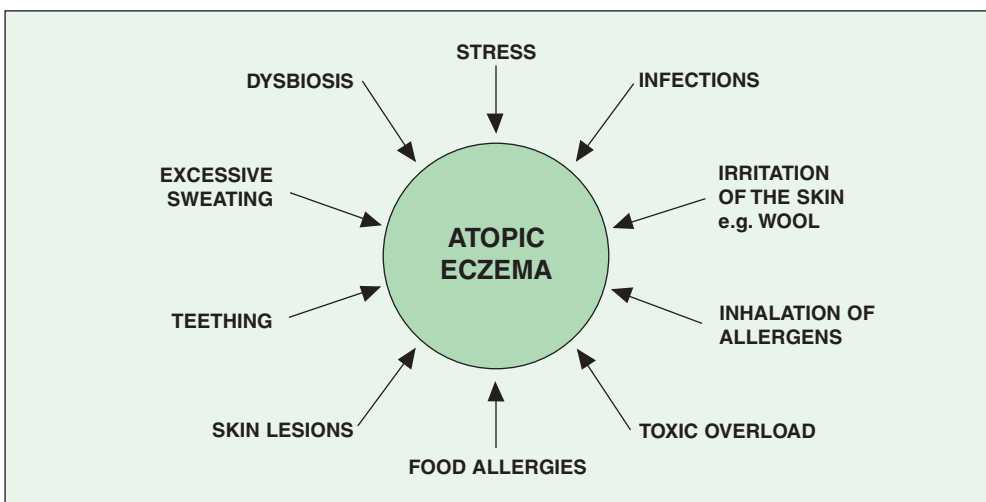 STRESS
DYSBIOSIS
INFECTIONS
EXCESSIVE
SWEATING
IRRITATION
OF THE SKIN
e.g. WOOL
ATOPIC
ECZEMA
TEETHING
INHALATION OF
ALLERGENS
SKIN LESIONS
TOXIC OVERLOAD
FOOD ALLERGIES